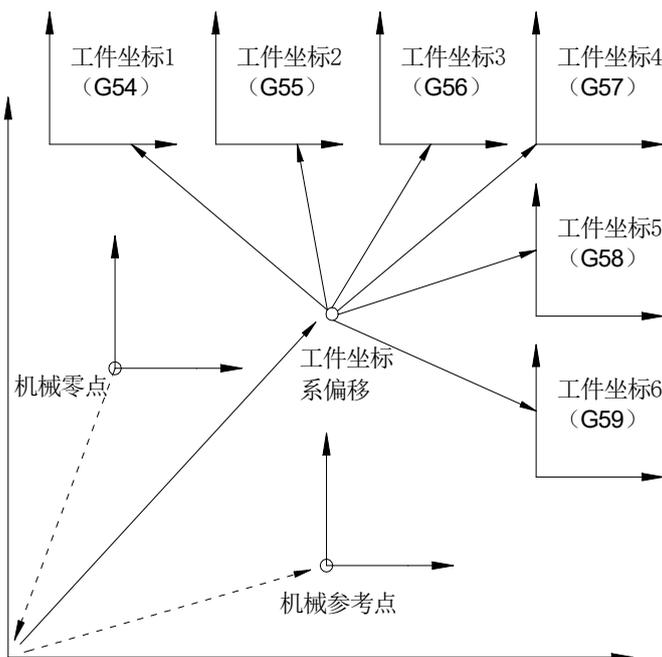 工件坐标1
（G54）
工件坐标2
（G55）
工件坐标3
（G56）
工件坐标4
（G57）
工件坐标5
（G58）
工件坐标
系偏移
机械零点
工件坐标6
（G59）
机械参考点